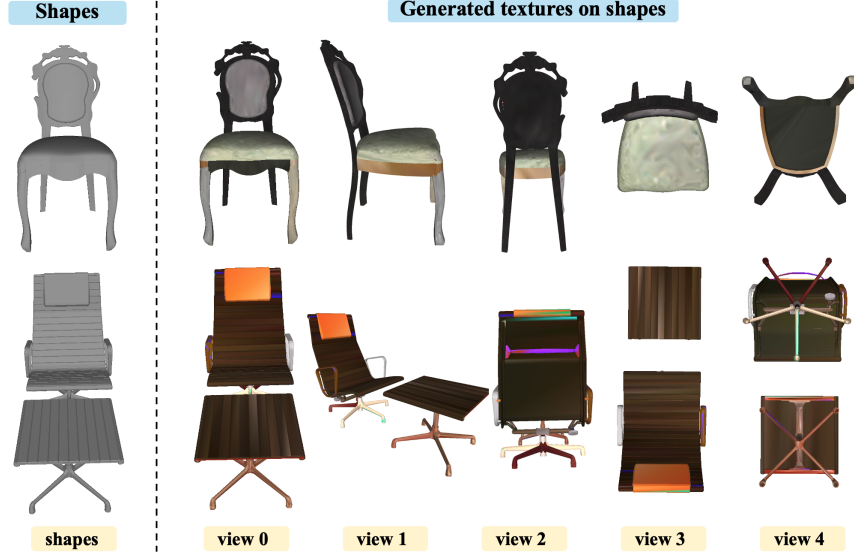 Shapes
Generated textures on shapes
shapes
view 0
view 1
view 2
view 3
view 4